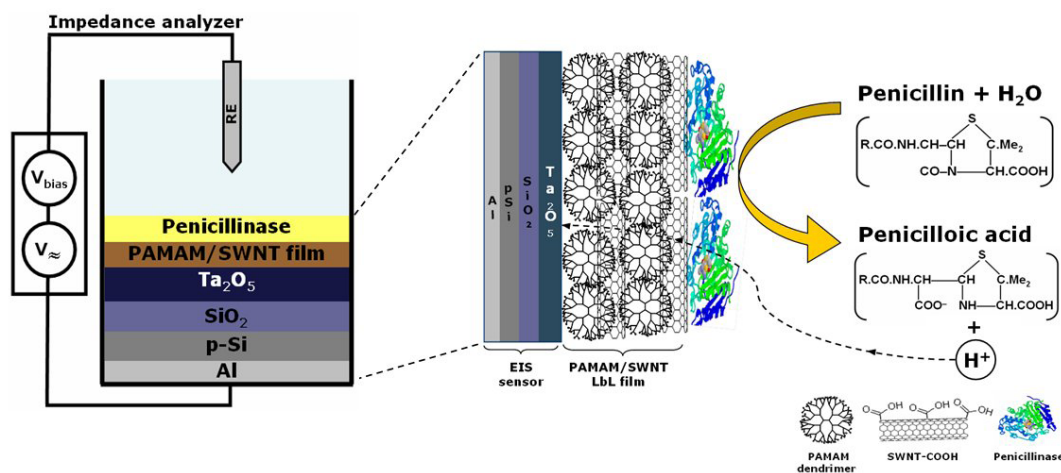 Impedance analyzer
RE
V bias
V≈
Penicillinase
PAMAM/SWNT film
Ta₂O₅
SiO₂
p-Si
Al
Al
pSi
SiO₂
Ta₂O₅
EIS
sensor
PAMAM/SWNT
LbL film
Penicillin + H₂O
S
R.CO.NH.CH–CH C.Me₂
CO–N CH.COOH
Penicilloic acid
S
R.CO.NH.CH CH C.Me₂
COO⁻ NH CH.COOH
+
H⁺
O OH O OH O OH
PAMAM
dendrimer
SWNT-COOH
Penicillinase